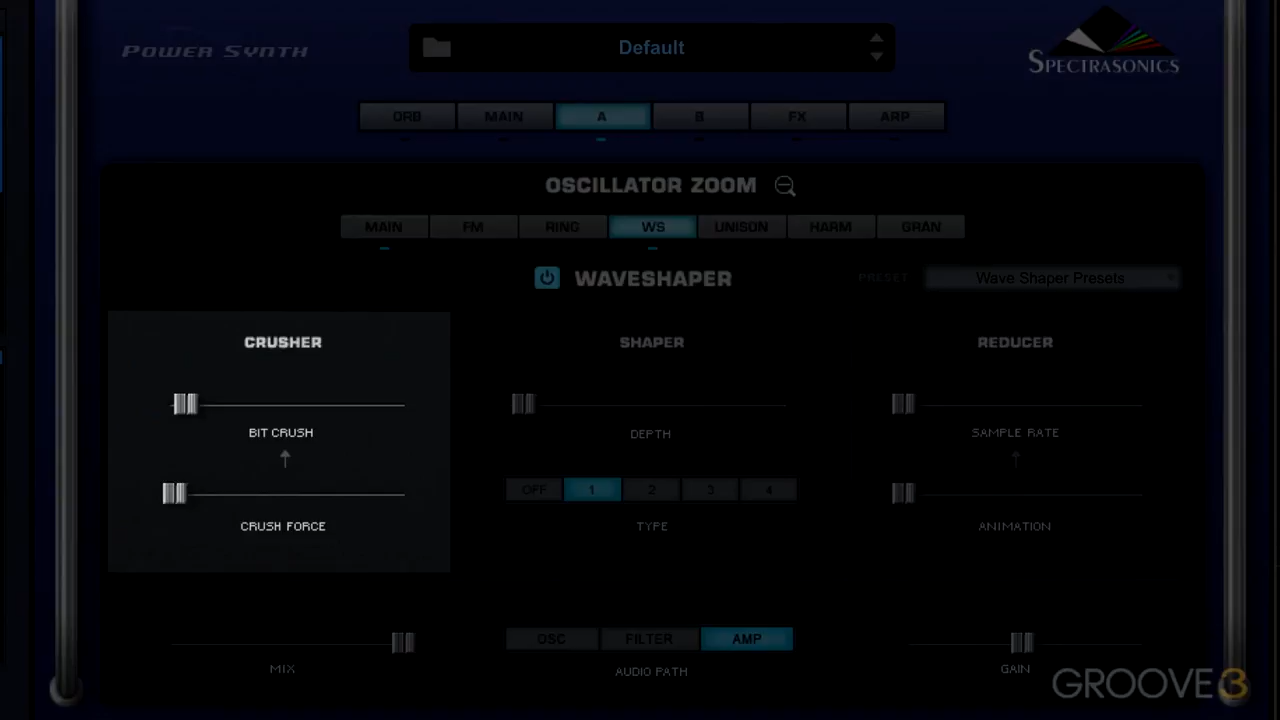 POWER SYNTH
Default
SPECTRASONICS
ORB MAIN A B FX ARP
OSCILLATOR ZOOM
MAIN FM RING WS UNISON HARM GRAN
WAVESHAPER
PRESET Wave Shaper Presets
CRUSHER SHAPER REDUCER
BIT CRUSH DEPTH SAMPLE RATE
OFF 1 2 3 4
CRUSH FORCE TYPE ANIMATION
OSC FILTER AMP
MIX AUDIO PATH GAIN
GROOVE3